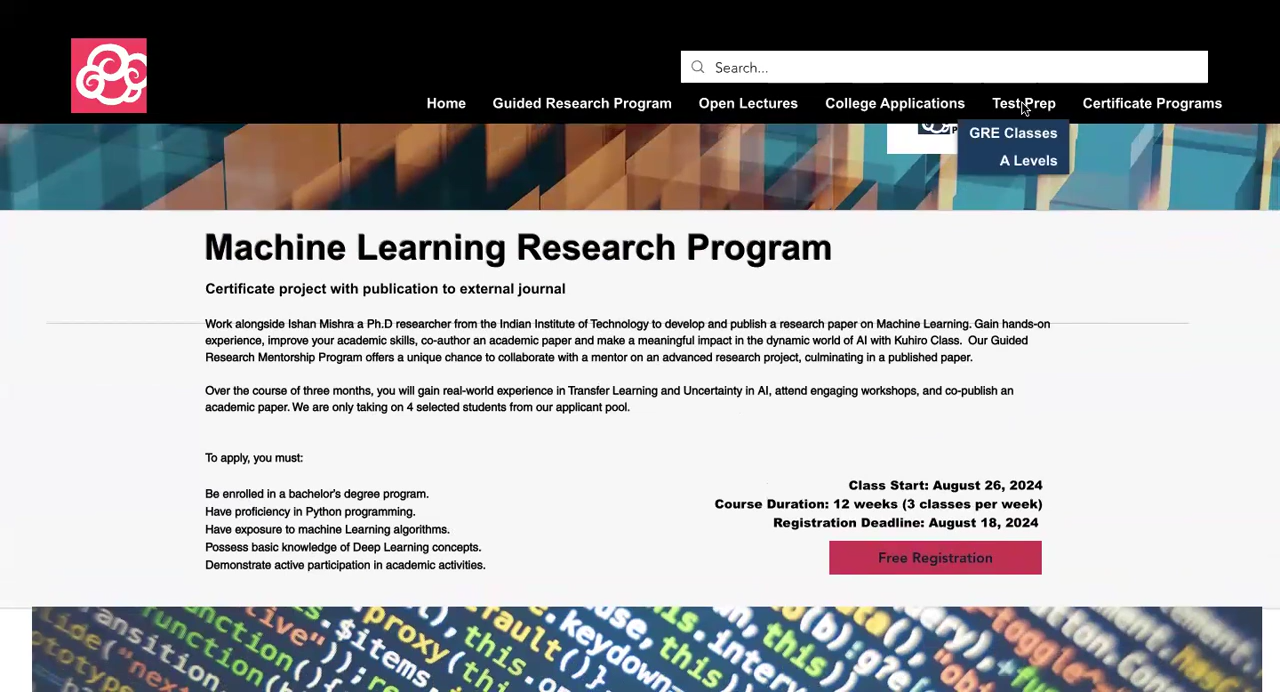 Search...
Home Guided Research Program Open Lectures College Applications Test Prep Certificate Programs
GRE Classes
A Levels
Machine Learning Research Program
Certificate project with publication to external journal
Work alongside Ishan Mishra a Ph.D researcher from the Indian Institute of Technology to develop and publish a research paper on Machine Learning. Gain hands-on
experience, improve your academic skills, co-author an academic paper and make a meaningful impact in the dynamic world of AI with Kuhiro Class. Our Guided
Research Mentorship Program offers a unique chance to collaborate with a mentor on an advanced research project, culminating in a published paper.
Over the course of three months, you will gain real-world experience in Transfer Learning and Uncertainty in AI, attend engaging workshops, and co-publish an
academic paper. We are only taking on 4 selected students from our applicant pool.
To apply, you must:
Be enrolled in a bachelor's degree program.
Have proficiency in Python programming.
Have exposure to machine Learning algorithms.
Possess basic knowledge of Deep Learning concepts.
Demonstrate active participation in academic activities.
Class Start: August 26, 2024
Course Duration: 12 weeks (3 classes per week)
Registration Deadline: August 18, 2024
Free Registration